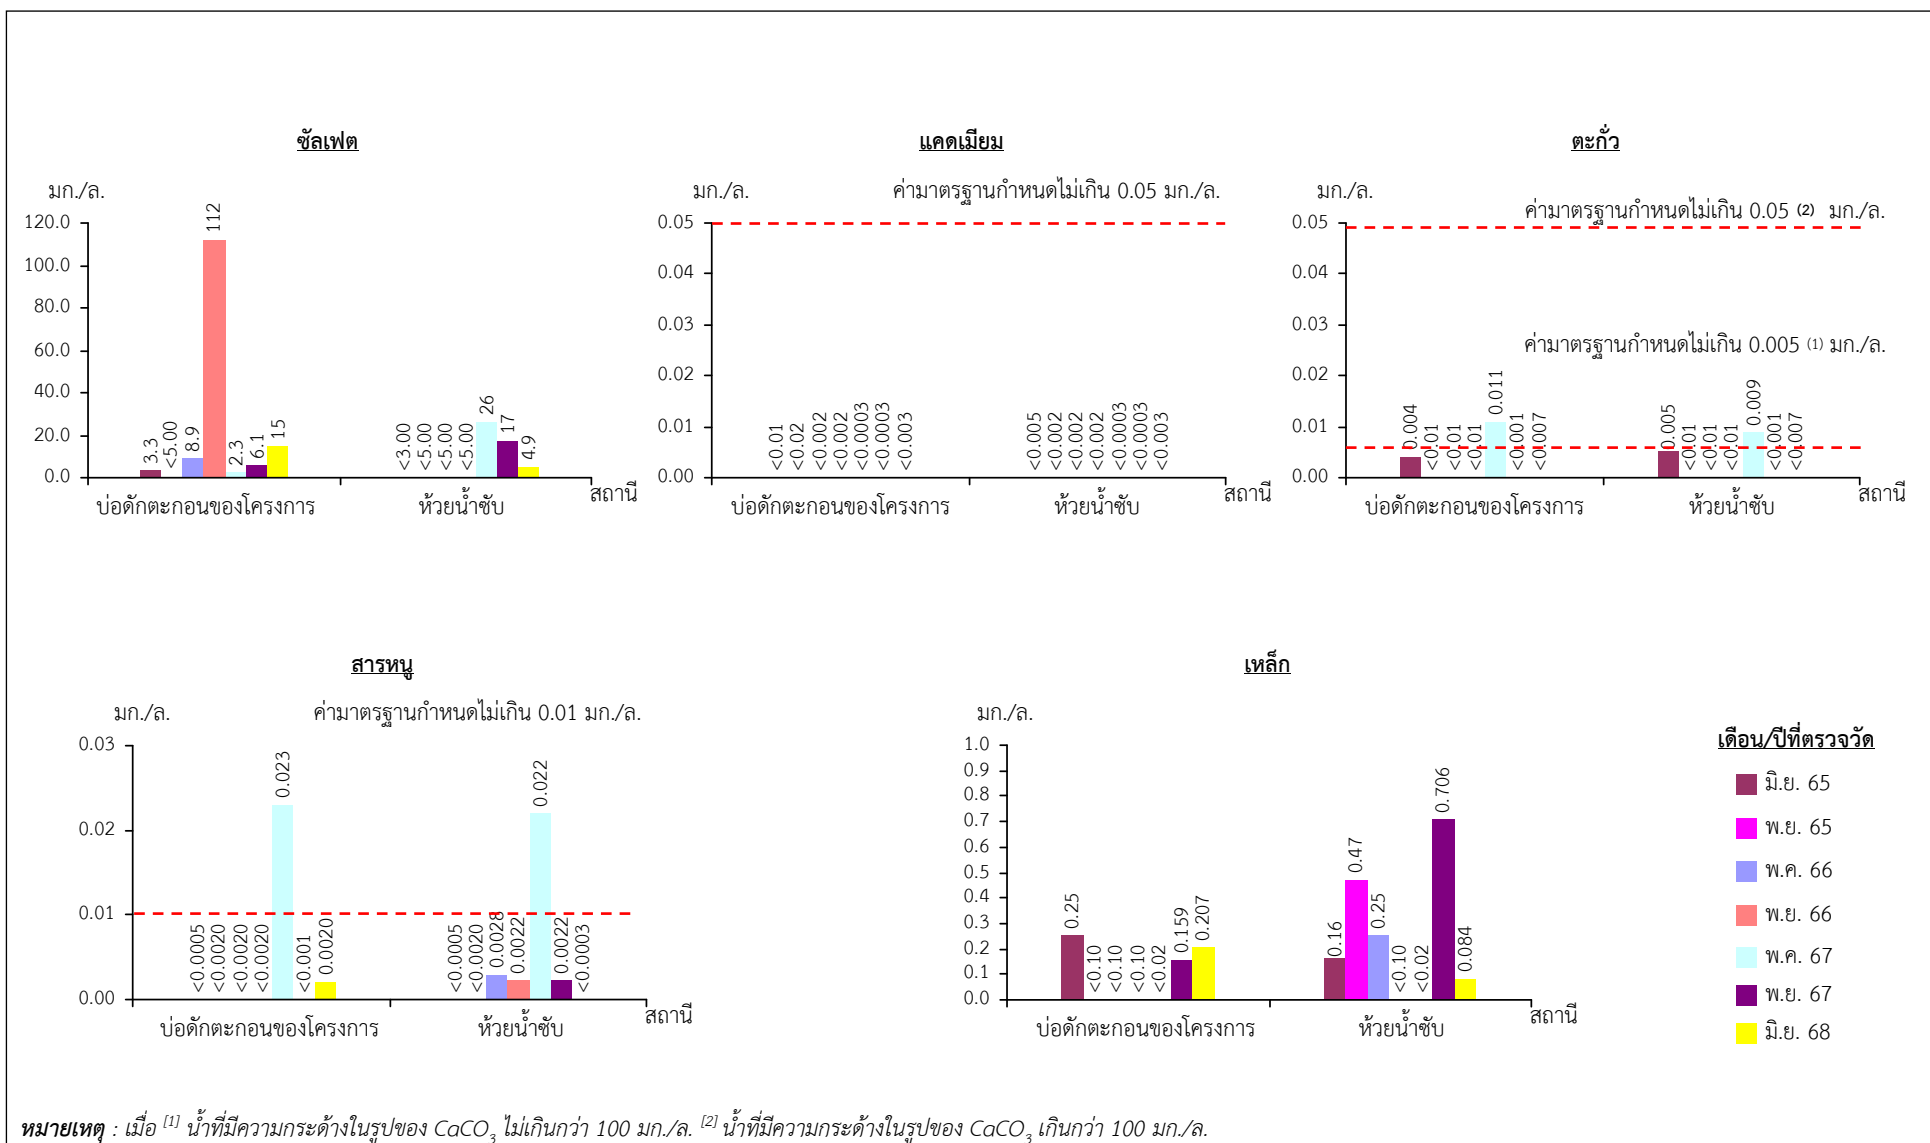 ซัลเฟต
มก./ล.
120.0
100.0
80.0
60.0
40.0
20.0
0.0
3.3
<5.00
8.9
112
2.3
6.1
15
<3.00
<5.00
<5.00
<5.00
26
17
4.9
บ่อดักตะกอนของโครงการ
ห้วยน้ำซับ
สถานี
แคดเมียม
มก./ล.
ค่ามาตรฐานกำหนดไม่เกิน 0.05 มก./ล.
0.05
0.04
0.03
0.02
0.01
0.00
<0.01
<0.02
<0.002
<0.002
<0.0003
<0.0003
<0.003
<0.005
<0.002
<0.002
<0.002
<0.0003
<0.0003
<0.003
บ่อดักตะกอนของโครงการ
ห้วยน้ำซับ
สถานี
ตะกั่ว
มก./ล.
ค่ามาตรฐานกำหนดไม่เกิน 0.05 (2) มก./ล.
ค่ามาตรฐานกำหนดไม่เกิน 0.005 (1) มก./ล.
0.05
0.04
0.03
0.02
0.01
0.00
0.004
<0.01
<0.01
<0.01
0.011
<0.001
<0.007
0.005
<0.01
<0.01
<0.01
0.009
<0.001
<0.007
บ่อดักตะกอนของโครงการ
ห้วยน้ำซับ
สถานี
สารหนู
มก./ล.
ค่ามาตรฐานกำหนดไม่เกิน 0.01 มก./ล.
0.03
0.02
0.01
0.00
<0.0005
<0.0020
<0.0020
<0.0020
0.023
<0.001
0.0020
<0.0005
<0.0020
0.0028
0.0022
0.022
0.0022
<0.0003
บ่อดักตะกอนของโครงการ
ห้วยน้ำซับ
สถานี
เหล็ก
มก./ล.
1.0
0.9
0.8
0.7
0.6
0.5
0.4
0.3
0.2
0.1
0.0
0.25
<0.10
<0.10
<0.10
<0.02
0.159
0.207
0.16
0.47
0.25
<0.10
<0.02
0.706
0.084
บ่อดักตะกอนของโครงการ
ห้วยน้ำซับ
สถานี
เดือน/ปีที่ตรวจวัด
มิ.ย. 65
พ.ย. 65
พ.ค. 66
พ.ย. 66
พ.ค. 67
พ.ย. 67
มิ.ย. 68
หมายเหตุ : เมื่อ [1] น้ำที่มีความกระด้างในรูปของ CaCO3 ไม่เกินกว่า 100 มก./ล. [2] น้ำที่มีความกระด้างในรูปของ CaCO3 เกินกว่า 100 มก./ล.